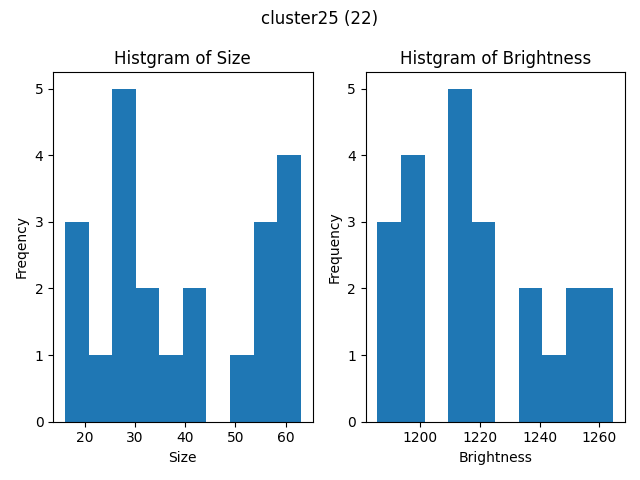 cluster25 (22)
Histgram of Size
Histgram of Brightness
Freqency
5
4
3
2
1
0
20 30 40 50 60
Size
Frequency
5
4
3
2
1
0
1200 1220 1240 1260
Brightness